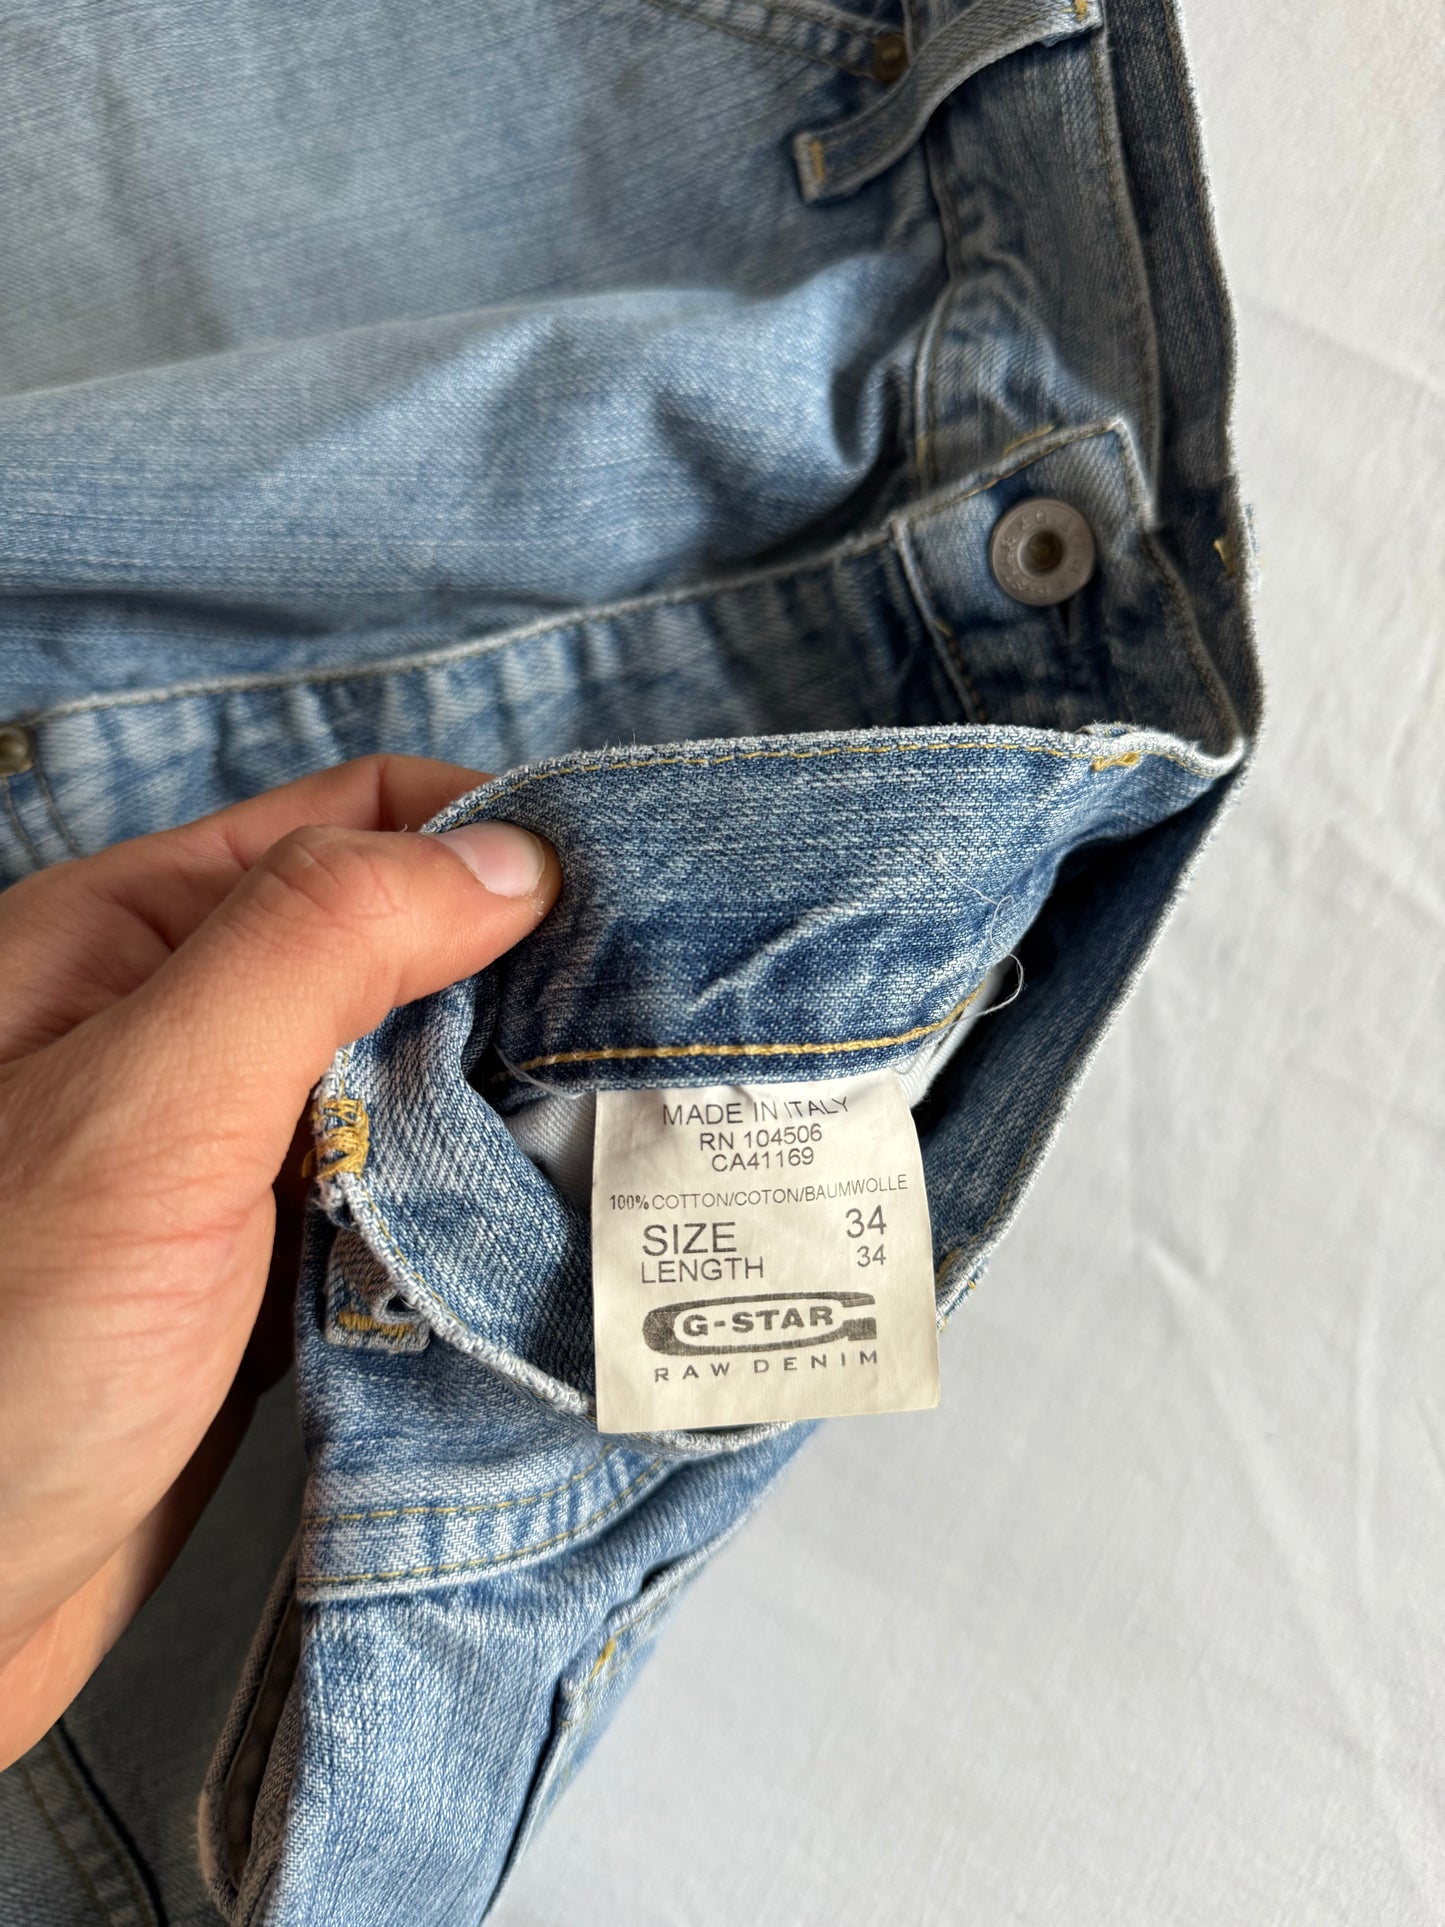 MADE IN ITALY
RN 104506
CA41169
100% COTTON/COTON/BAUMWOLLE
SIZE 34
LENGTH 34
G-STAR
RAW DENIM